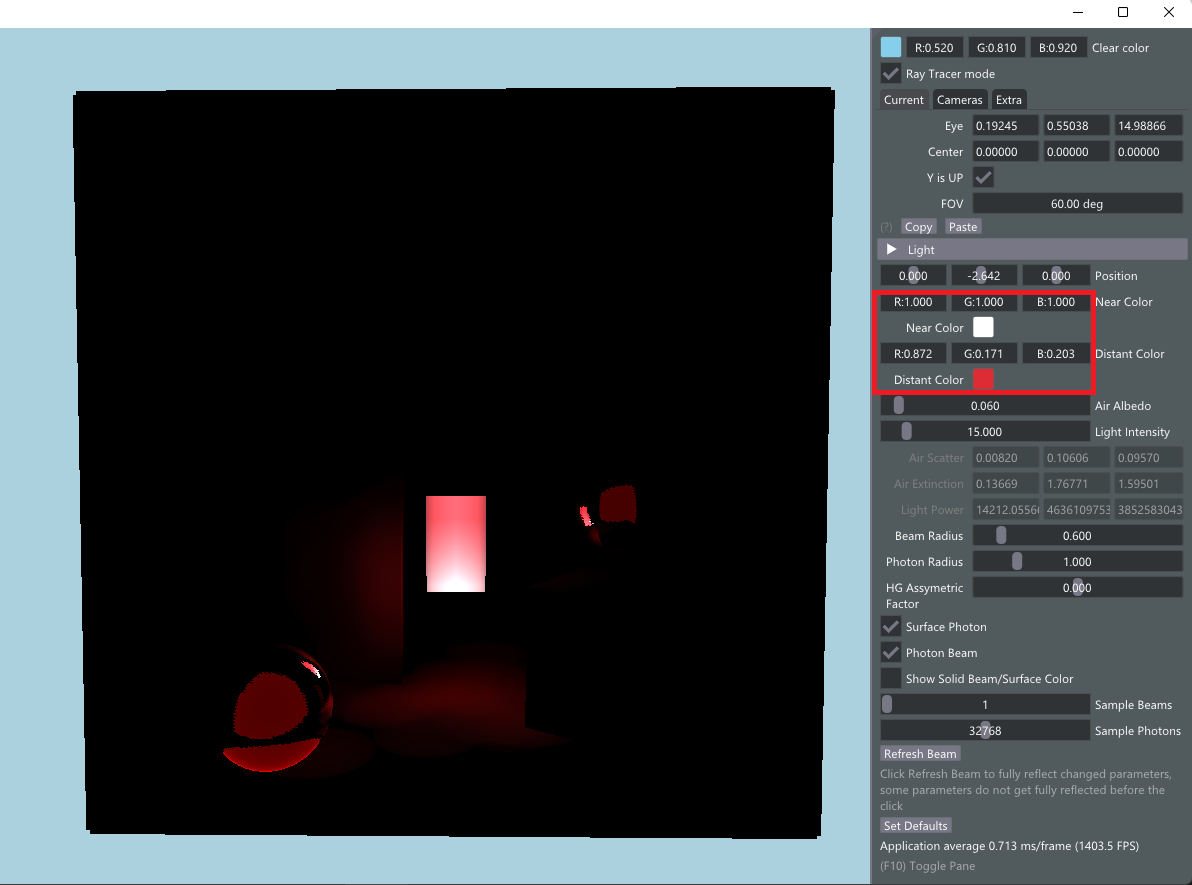 R:0.520 G:0.810 B:0.920 Clear color
Ray Tracer mode
Current Cameras Extra
Eye 0.19245 0.55038 14.98866
Center 0.00000 0.00000 0.00000
Y is UP
FOV 60.00 deg
(?) Copy Paste
Light
0.000 -2.642 0.000 Position
R:1.000 G:1.000 B:1.000 Near Color
Near Color
R:0.872 G:0.171 B:0.203 Distant Color
Distant Color
0.060 Air Albedo
15.000 Light Intensity
Air Scatter 0.00820 0.10606 0.09570
Air Extinction 0.13669 1.76771 1.59501
Light Power 14212.0556 4636109753 3852583043
Beam Radius 0.600
Photon Radius 1.000
HG Assymetric 0.000
Factor
Surface Photon
Photon Beam
Show Solid Beam/Surface Color
1 Sample Beams
32768 Sample Photons
Refresh Beam
Click Refresh Beam to fully reflect changed parameters,
some parameters do not get fully reflected before the
click
Set Defaults
Application average 0.713 ms/frame (1403.5 FPS)
(F10) Toggle Pane